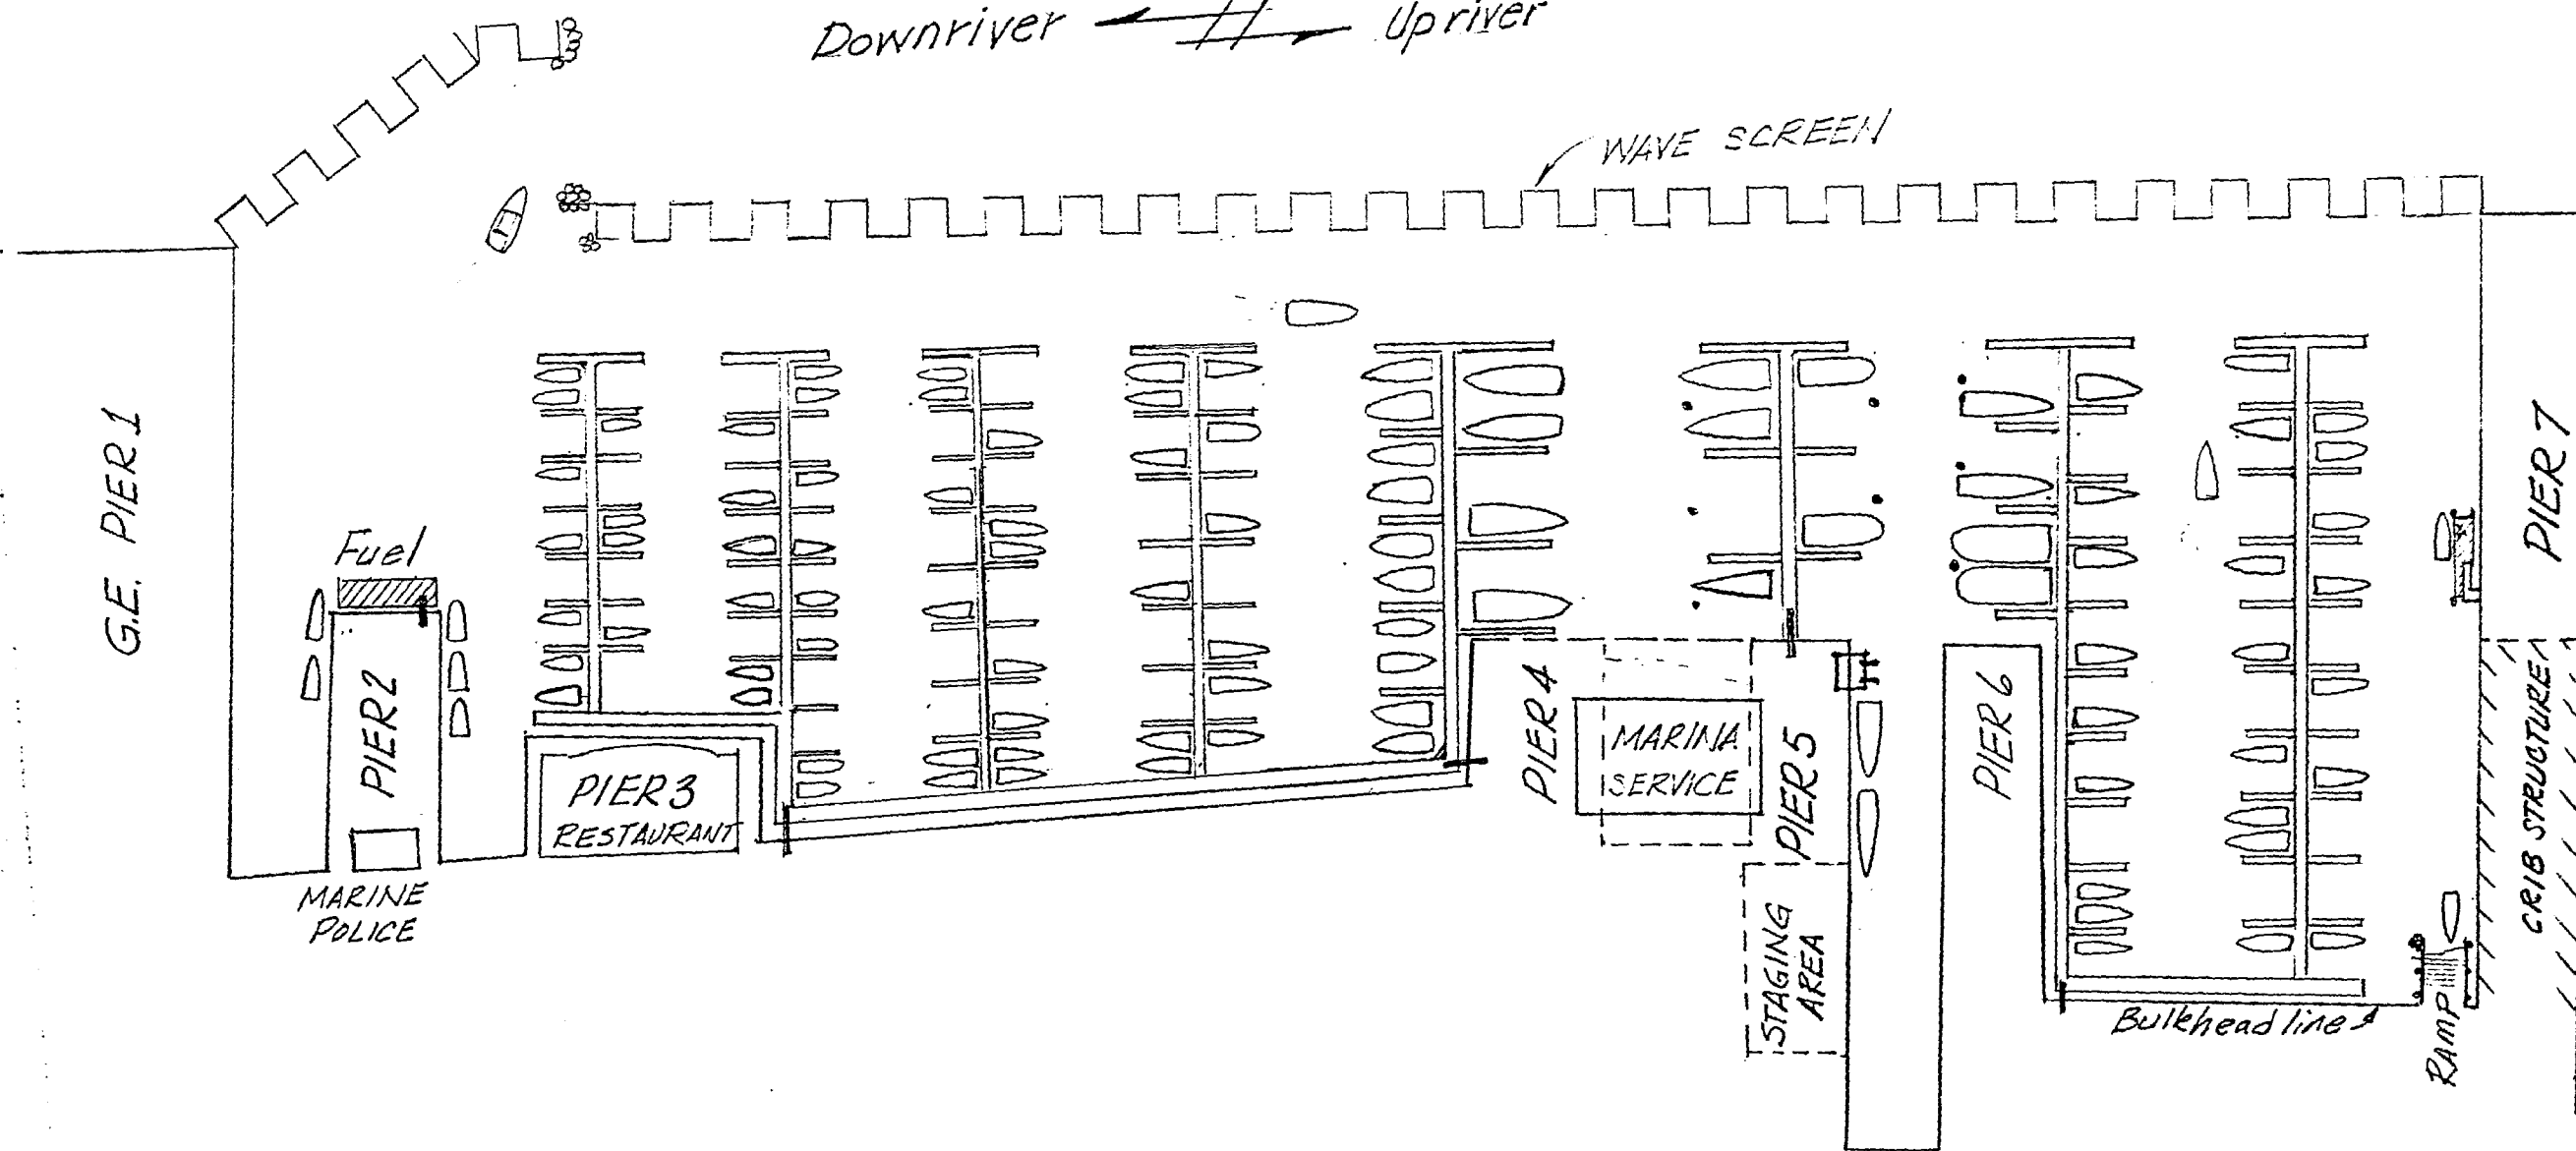 Downriver Upriver
WAVE SCREEN
G.E. PIER 1
Fuel
PIER 2
MARINE
POLICE
PIER 3
RESTAURANT
PIER 4
MARINA
SERVICE
PIER 5
STAGING
AREA
PIER 6
Bulkhead line
RAMP
PIER 7
CRIB STRUCTURE